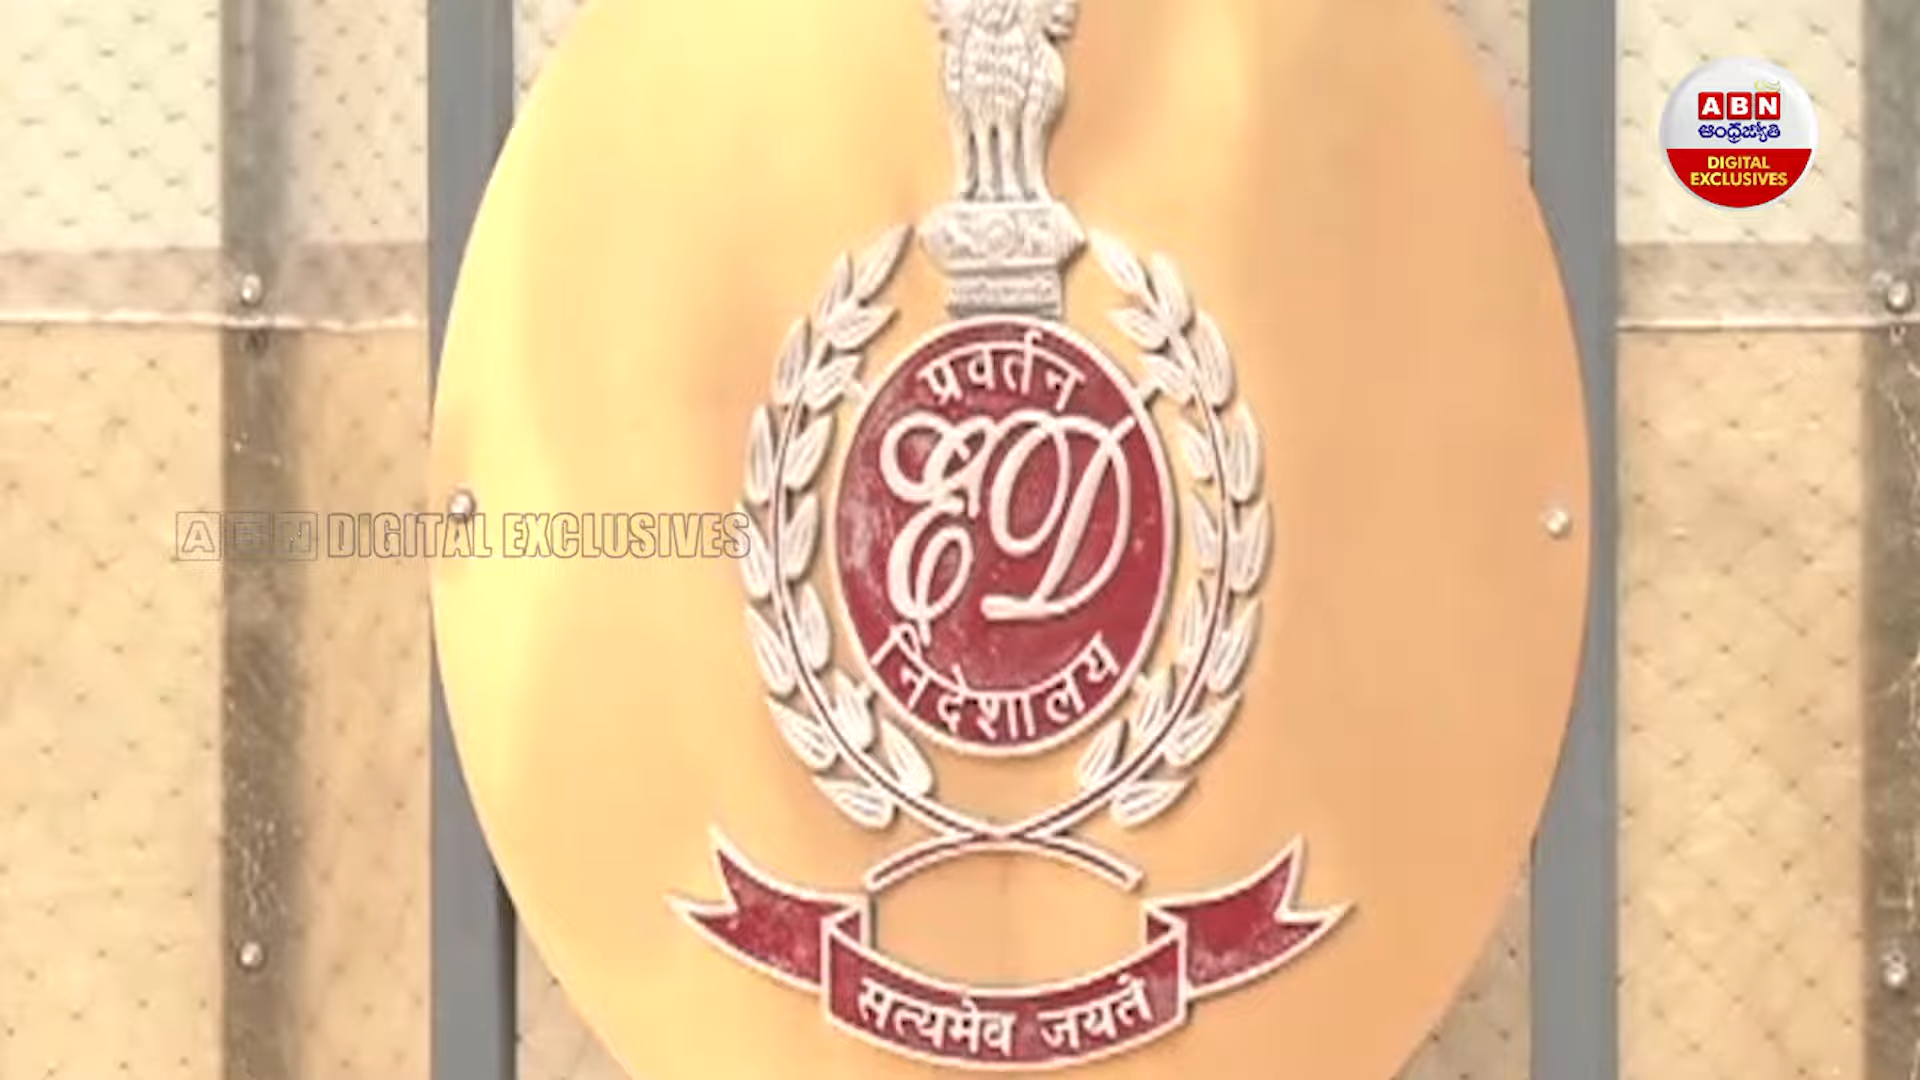 ABN
ఆంధ్రజ్యోతి
DIGITAL
EXCLUSIVES
प्रवर्तन
ED
निदेशालय
ABN DIGITAL EXCLUSIVES
सत्यमेव जयते